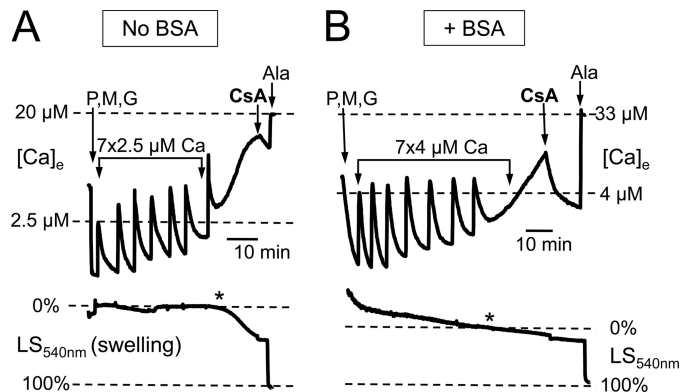 A
No BSA
B
+ BSA
Ala
P,M,G
CsA
20 µM
[Ca]e
7x2.5 µM Ca
2.5 µM
10 min
0%
*
LS540nm (swelling)
100%
Ala
P,M,G
CsA
33 µM
7x4 µM Ca
[Ca]e
4 µM
10 min
*
0%
LS540nm
100%